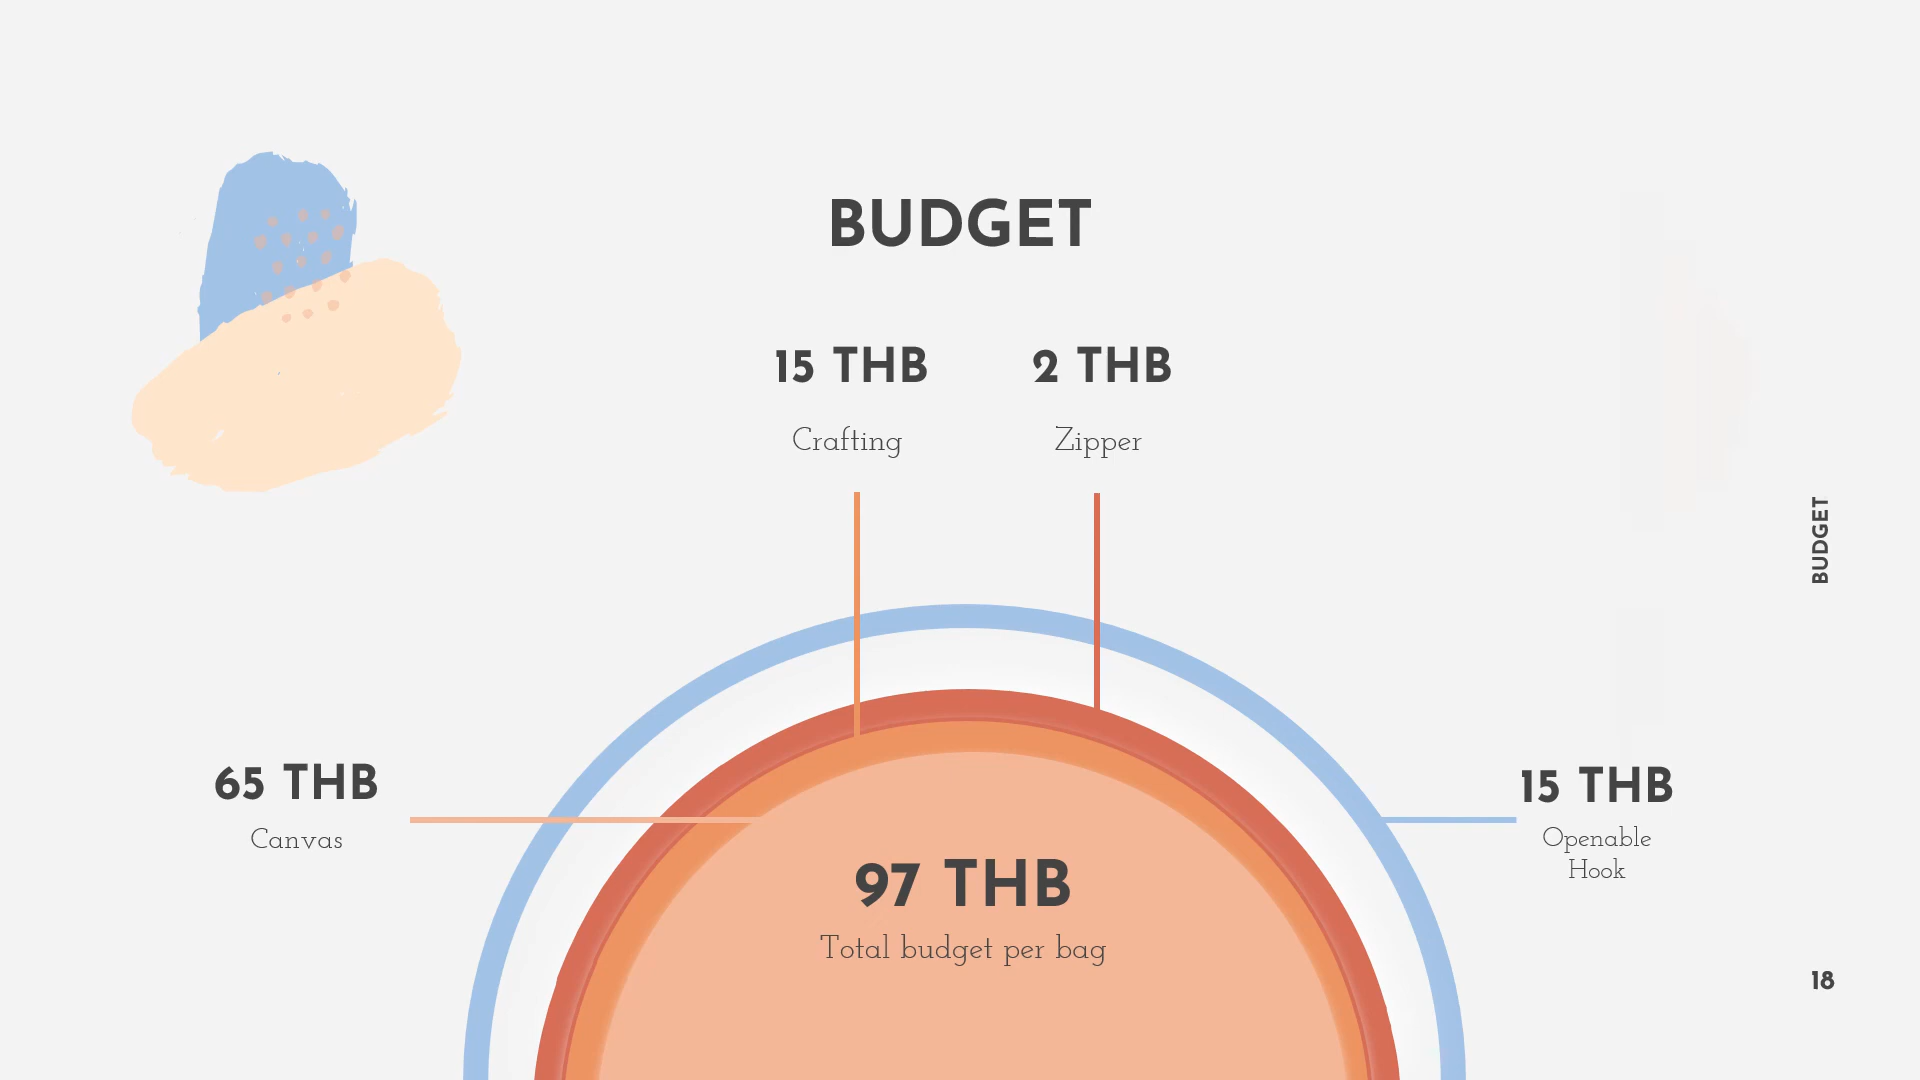 BUDGET
15 THB
Crafting
2 THB
Zipper
BUDGET
65 THB
Canvas
15 THB
Openable
Hook
97 THB
Total budget per bag
18